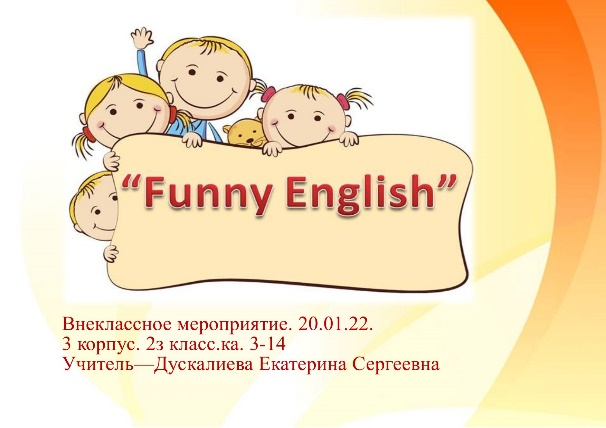 “Funny English”
Внеклассное мероприятие. 20.01.22.
3 корпус. 2з класс.ка. 3-14
Учитель—Дускалиева Екатерина Сергеевна